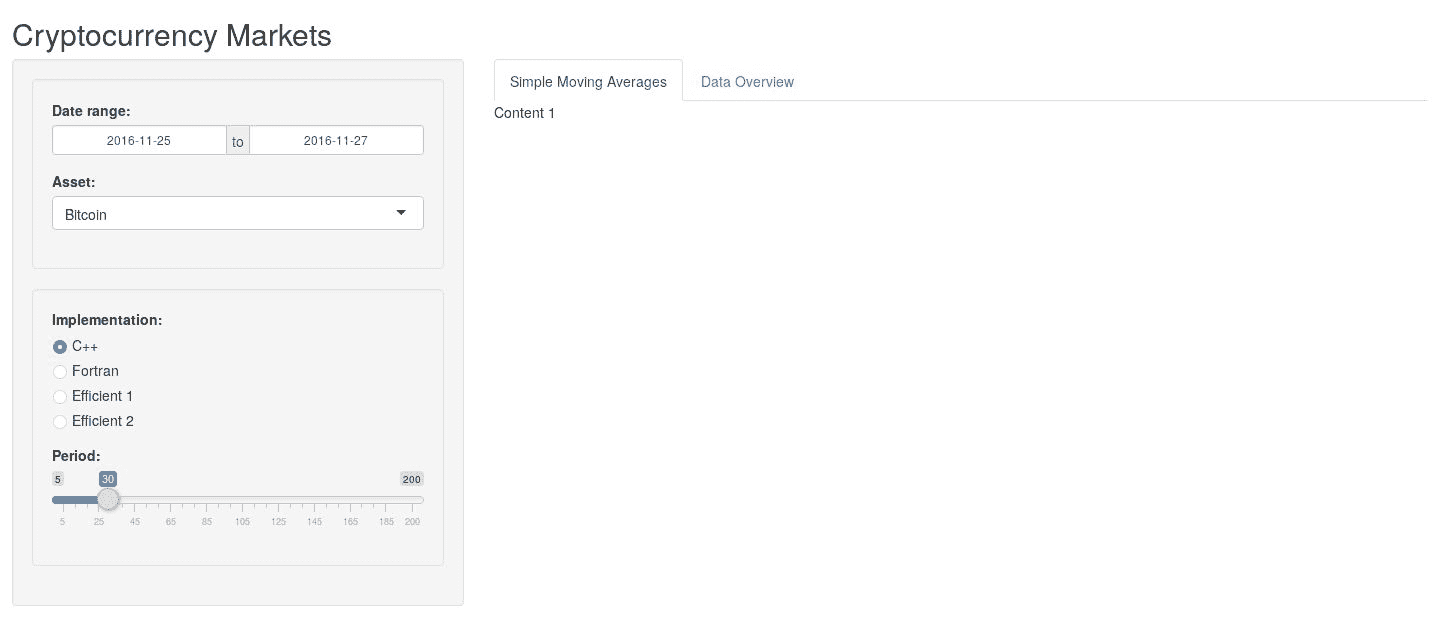 Cryptocurrency Markets
Date range:
2016-11-25 to 2016-11-27
Asset:
Bitcoin
Implementation:
C++
Fortran
Efficient 1
Efficient 2
Period:
5 30 200
5 25 45 65 85 105 125 145 165 185 200
Simple Moving Averages Data Overview
Content 1